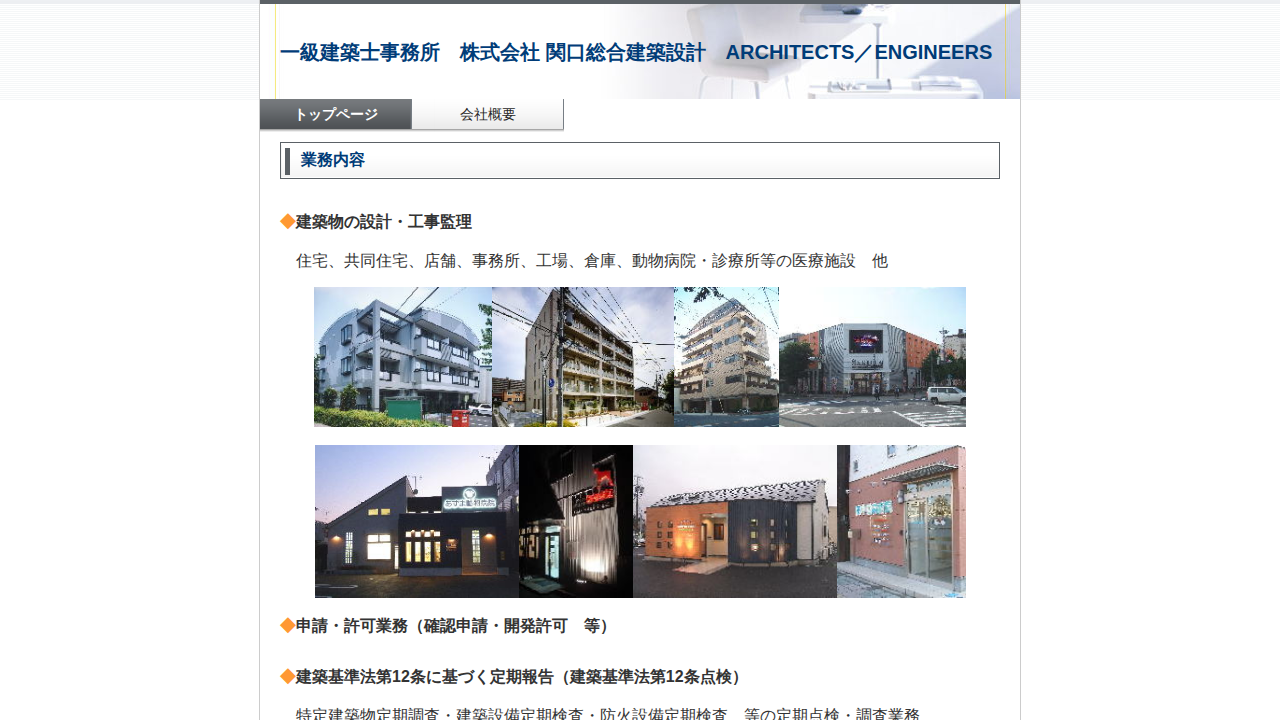 一級建築士事務所　株式会社 関口総合建築設計　ARCHITECTS／ENGINEERS
トップページ　会社概要
業務内容
◆建築物の設計・工事監理
住宅、共同住宅、店舗、事務所、工場、倉庫、動物病院・診療所等の医療施設　他
◆申請・許可業務（確認申請・開発許可　等）
◆建築基準法第12条に基づく定期報告（建築基準法第12条点検）
特定建築物定期調査・建築設備定期検査・防火設備定期検査　等の定期点検・調査業務